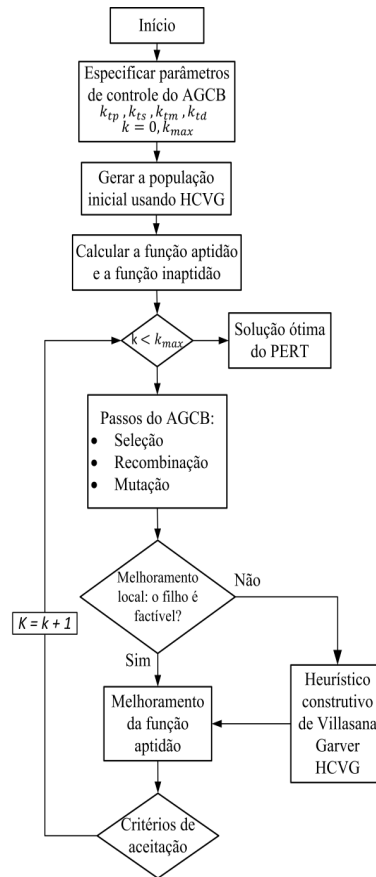 Início
Especificar parâmetros
de controle do AGCB
k_tp , k_ts , k_tm , k_td
k = 0, k_max
Gerar a população
inicial usando HCVG
Calcular a função aptidão
e a função inaptidão
k < k_max
Solução ótima
do PERT
Passos do AGCB:
• Seleção
• Recombinação
• Mutação
Melhoramento
local: o filho é
factível?
Não
Sim
K = k + 1
Heurístico
construtivo
de Villasana
Garver
HCVG
Melhoramento
da função
aptidão
Critérios de
aceitação